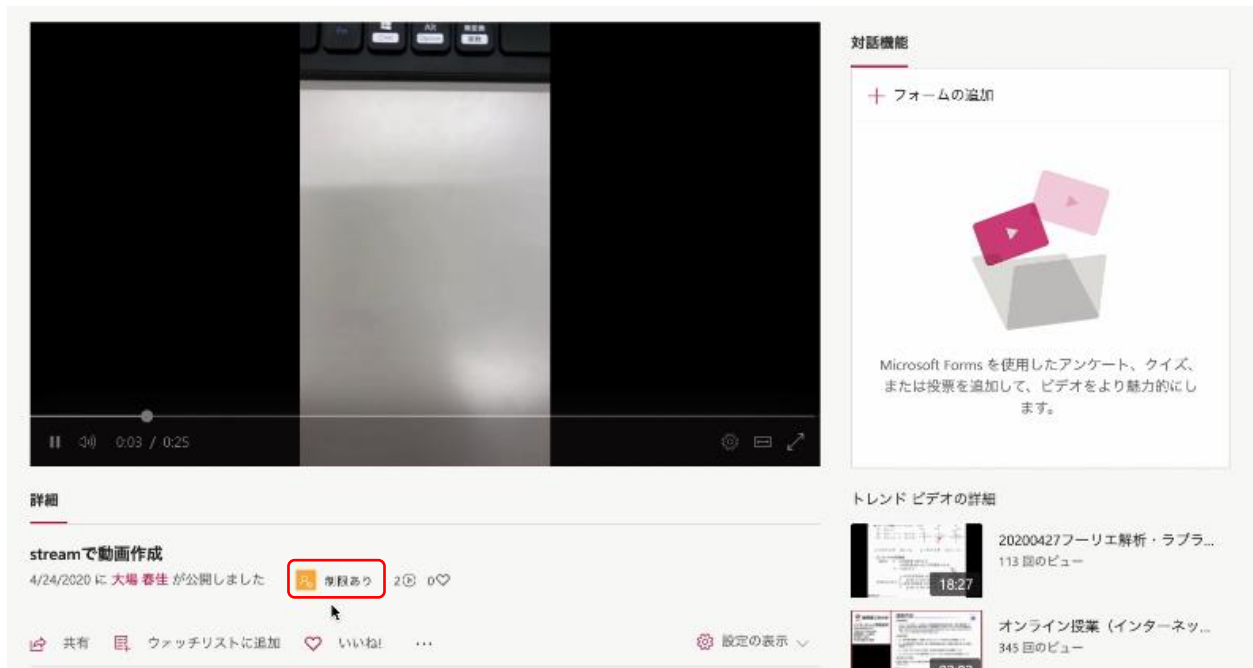 対話機能
フォームの追加
Microsoft Forms を使用したアンケート、クイズ、
または投票を追加して、ビデオをより魅力的にし
ます。
0:03 / 0:25
詳細
streamで動画作成
4/24/2020 に 大場 春佳 が公開しました 制限あり 2 0
共有 ウォッチリストに追加 いいね! ... 設定の表示
トレンド ビデオの詳細
20200427フーリエ解析・ラプラ...
113 回のビュー
18:27
オンライン授業（インターネッ...
345 回のビュー